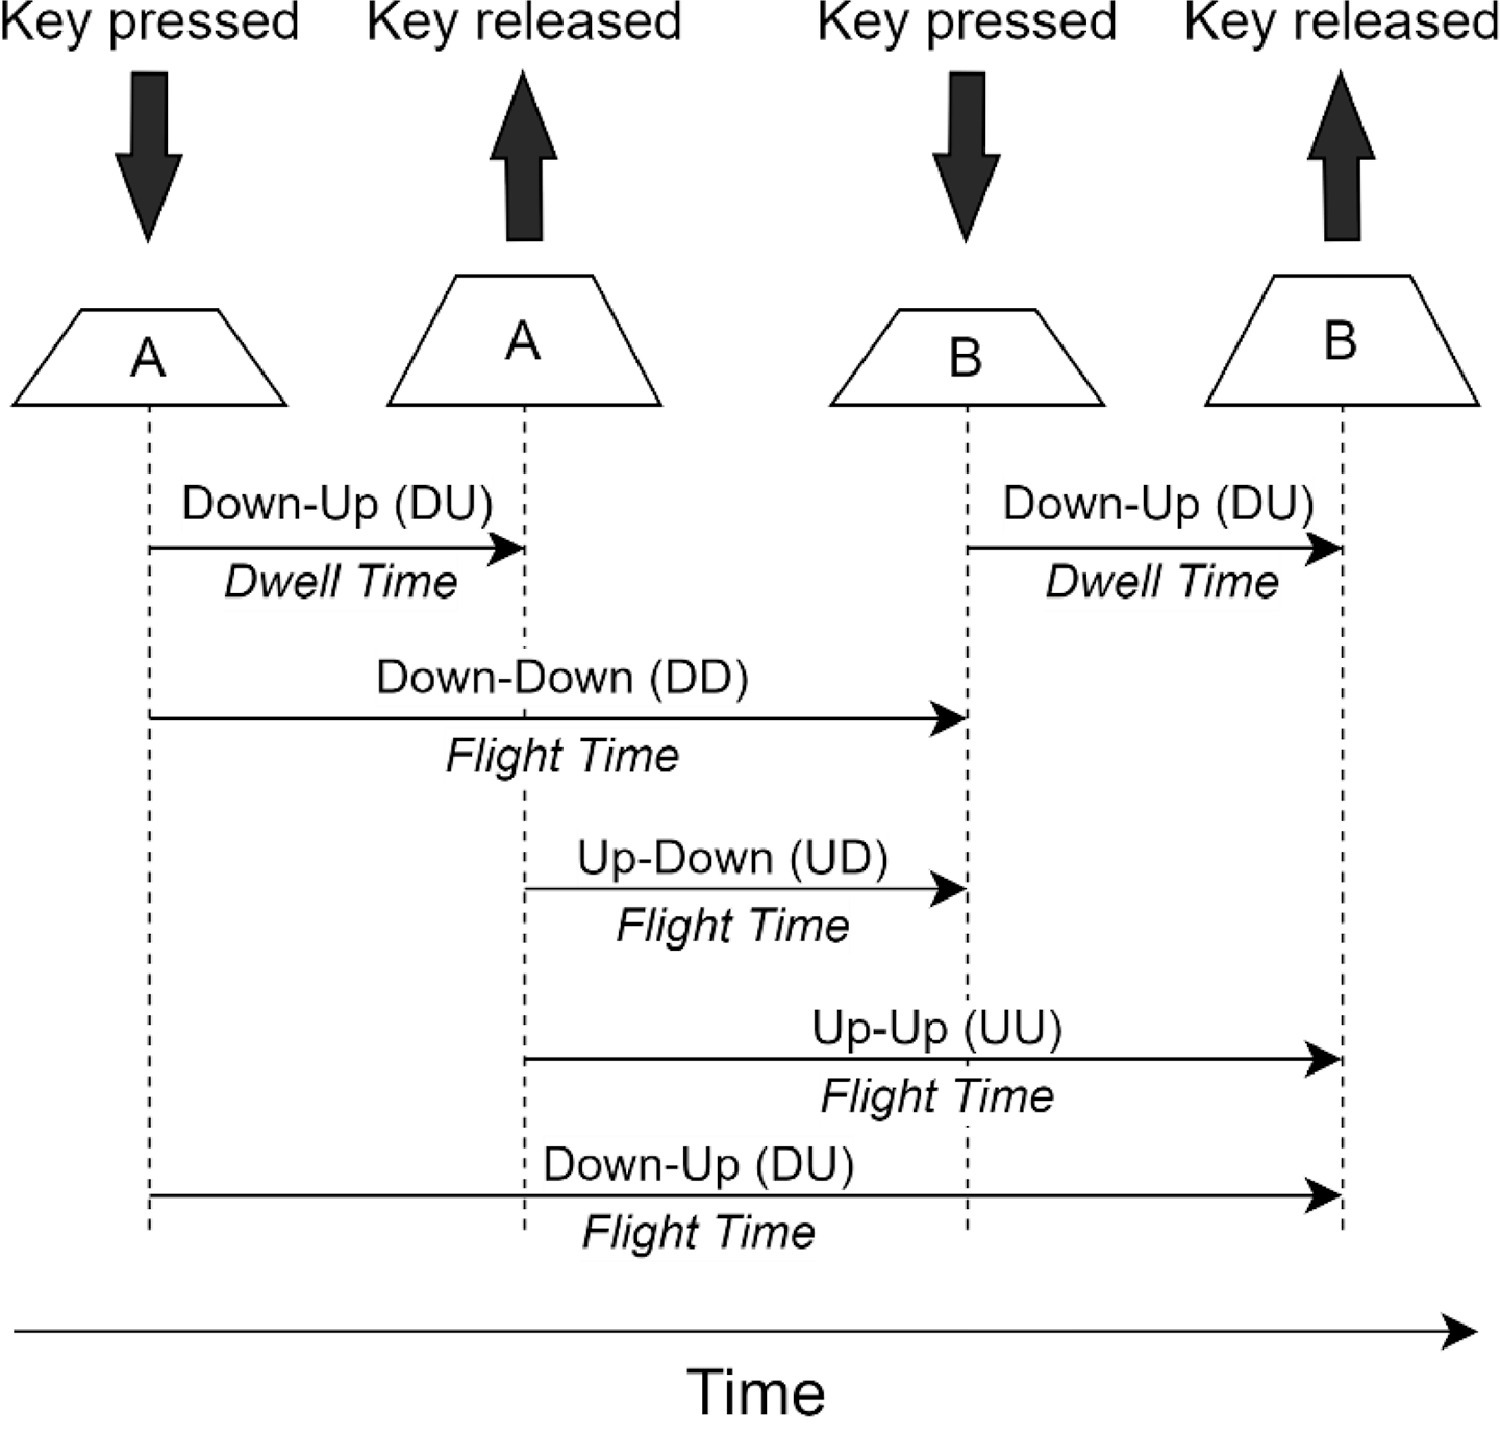 Key pressed
Key released
Key pressed
Key released
A
A
B
B
Down-Up (DU)
Dwell Time
Down-Up (DU)
Dwell Time
Down-Down (DD)
Flight Time
Up-Down (UD)
Flight Time
Up-Up (UU)
Flight Time
Down-Up (DU)
Flight Time
Time